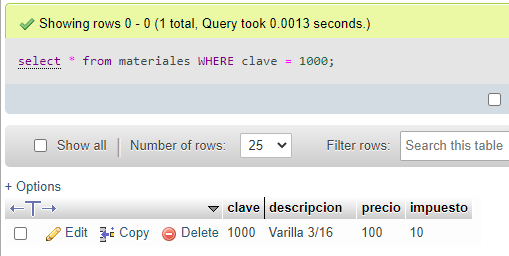 Showing rows 0 - 0 (1 total, Query took 0.0013 seconds.)
select * from materiales WHERE clave = 1000;
Show all | Number of rows: 25 Filter rows: Search this table
+ Options
←T→ clave descripcion precio impuesto
Edit Copy Delete 1000 Varilla 3/16 100 10